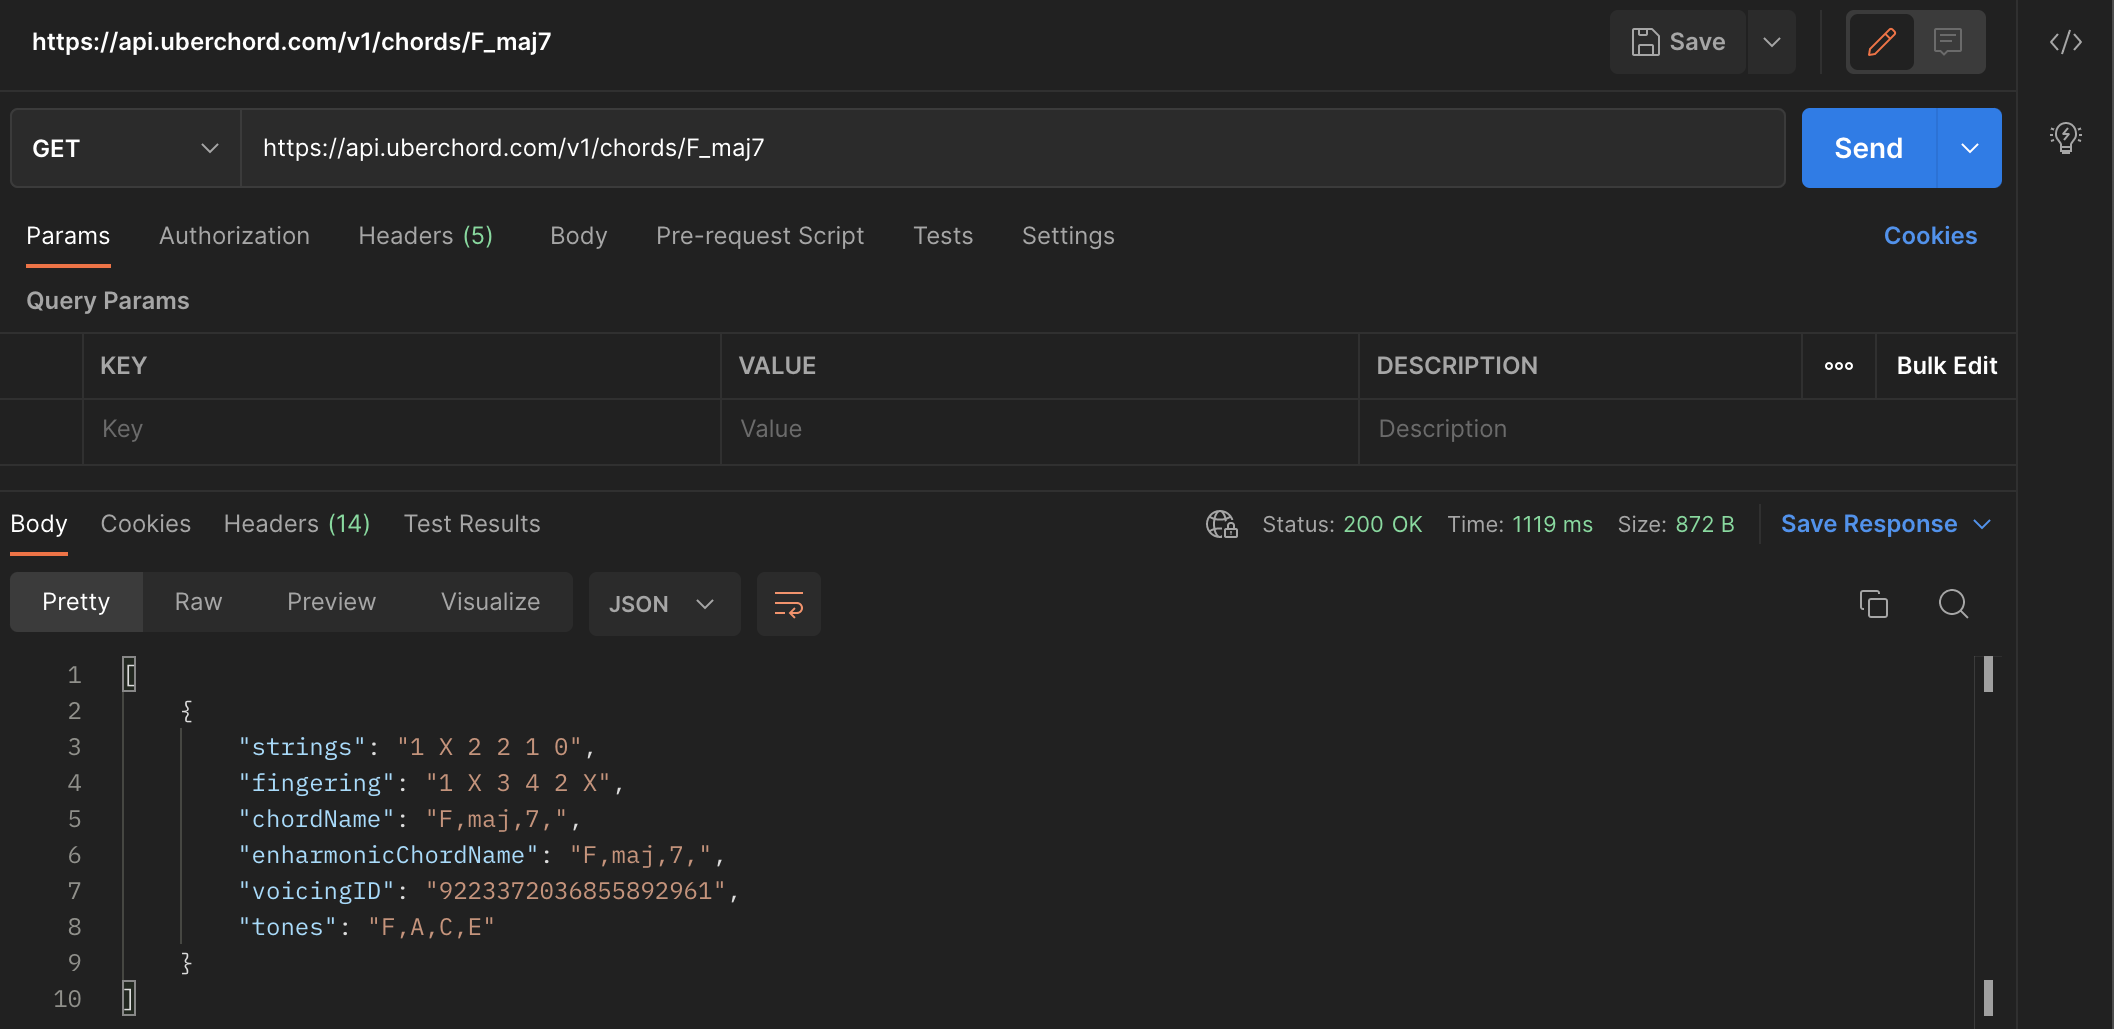 https://api.uberchord.com/v1/chords/F_maj7
Save
GET
https://api.uberchord.com/v1/chords/F_maj7
Send
Params Authorization Headers (5) Body Pre-request Script Tests Settings Cookies
Query Params
KEY VALUE DESCRIPTION Bulk Edit
Key Value Description
Body Cookies Headers (14) Test Results Status: 200 OK Time: 1119 ms Size: 872 B Save Response
Pretty Raw Preview Visualize JSON
1 [
2 {
3 "strings": "1 X 2 2 1 0",
4 "fingering": "1 X 3 4 2 X",
5 "chordName": "F,maj,7,",
6 "enharmonicChordName": "F,maj,7,",
7 "voicingID": "9223372036855892961",
8 "tones": "F,A,C,E"
9 }
10 ]